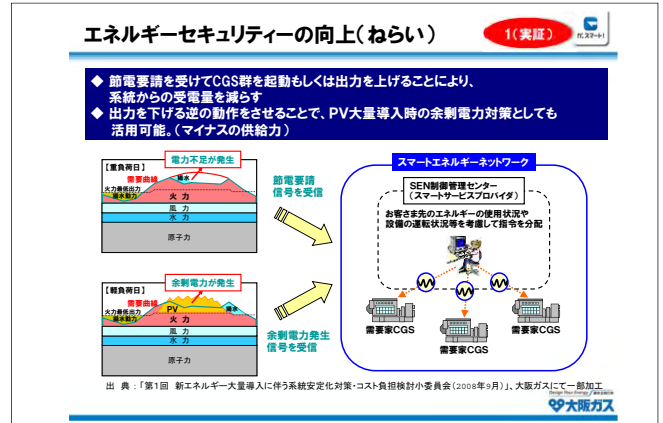 エネルギーセキュリティーの向上(ねらい)
1(実証)
◆ 節電要請を受けてCGS群を起動もしくは出力を上げることにより、
系統からの受電量を減らす
◆ 出力を下げる逆の動作をさせることで、PV大量導入時の余剰電力対策としても
活用可能。(マイナスの供給力)
【重負荷日】
電力不足が発生
需要曲線
揚水
火力最低出力
揚水動力
火 力
風 力
水 力
原子力
節電要請
信号を受信
【軽負荷日】
余剰電力が発生
需要曲線
PV
揚水
火力最低出力
揚水動力
火 力
風 力
水 力
原子力
余剰電力発生
信号を受信
スマートエネルギーネットワーク
SEN制御管理センター
(スマートサービスプロバイダ)
お客さま先のエネルギーの使用状況や
設備の運転状況等を考慮して指令を分配
需要家CGS
需要家CGS
需要家CGS
出 典:「第1回 新エネルギー大量導入に伴う系統安定化対策・コスト負担検討小委員会(2008年9月)」、大阪ガスにて一部加工
Design Your Energy
大阪ガス